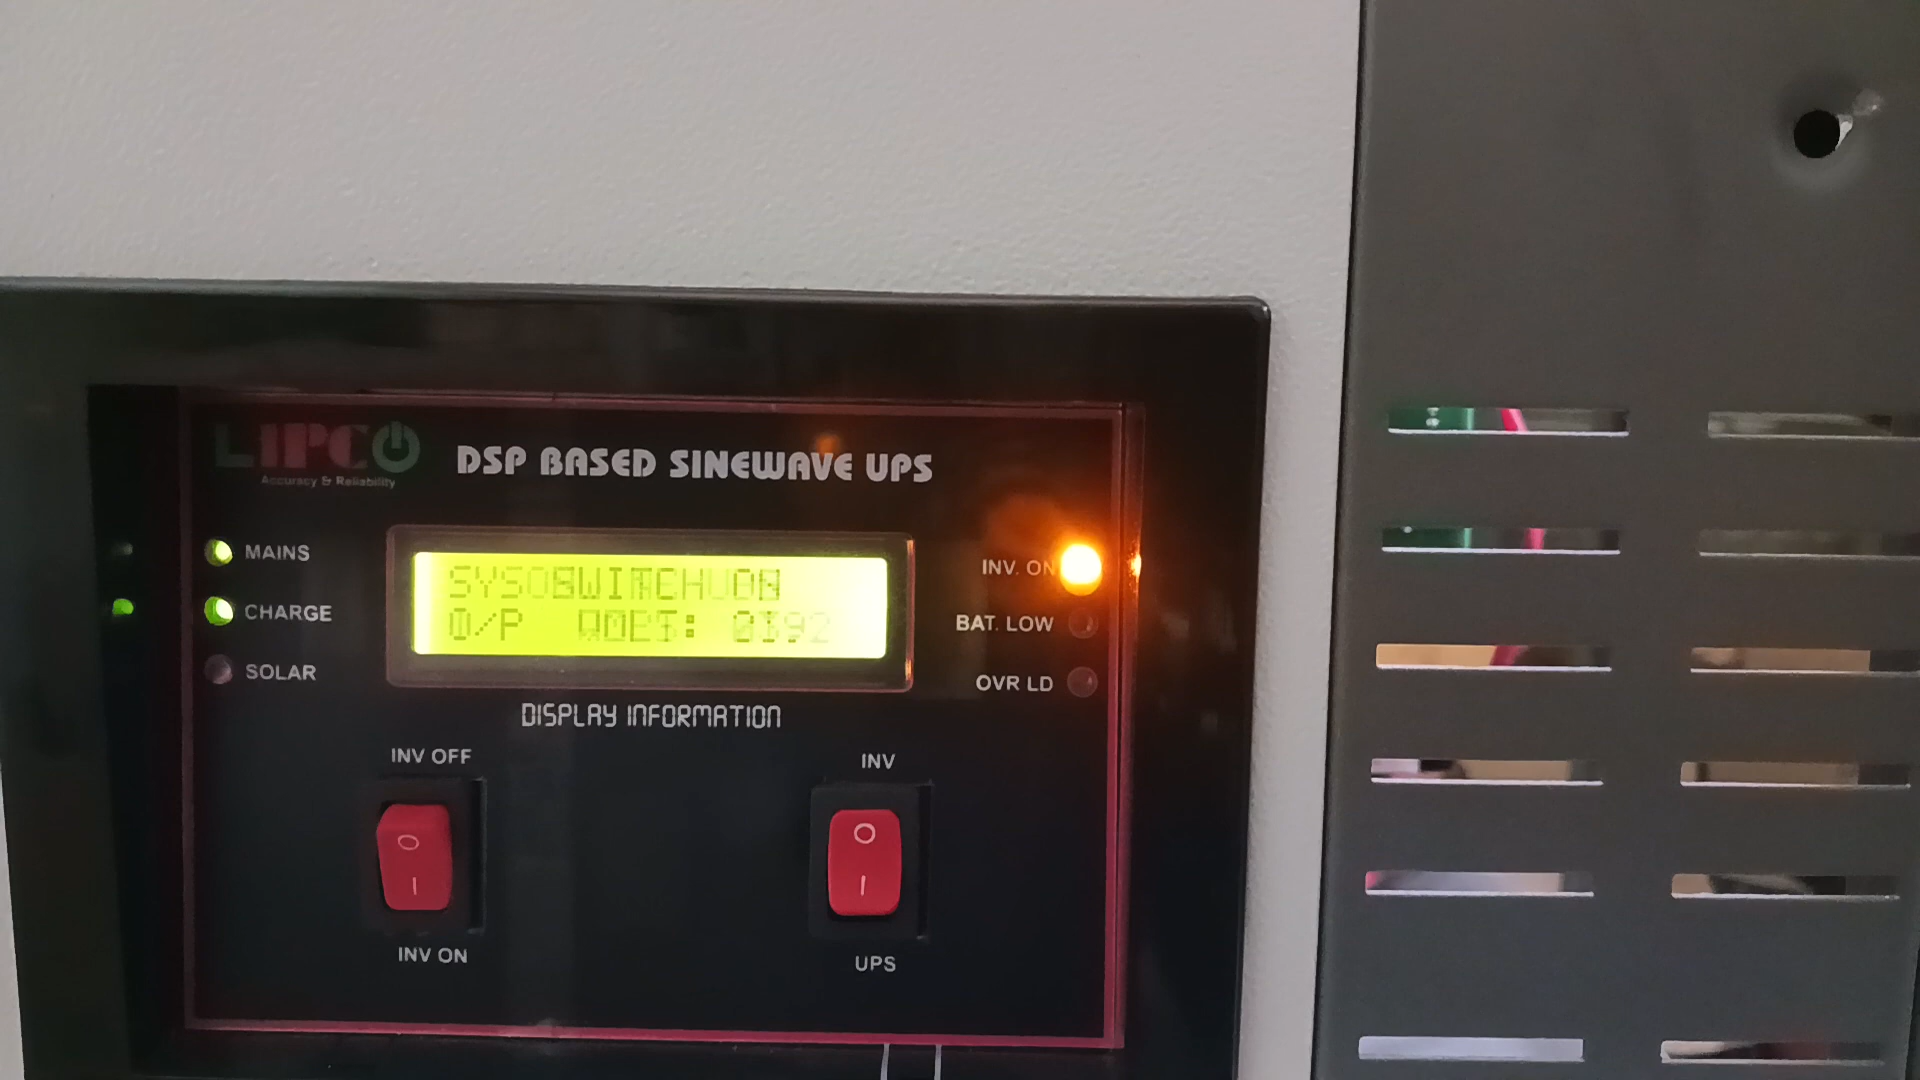 LIPCO
Accuracy & Reliability
DSP BASED SINEWAVE UPS
MAINS
CHARGE
SOLAR
O/P
INV. ON
BAT. LOW
OVR LD
DISPLAY INFORMATION
INV OFF
O
I
INV ON
INV
O
I
UPS